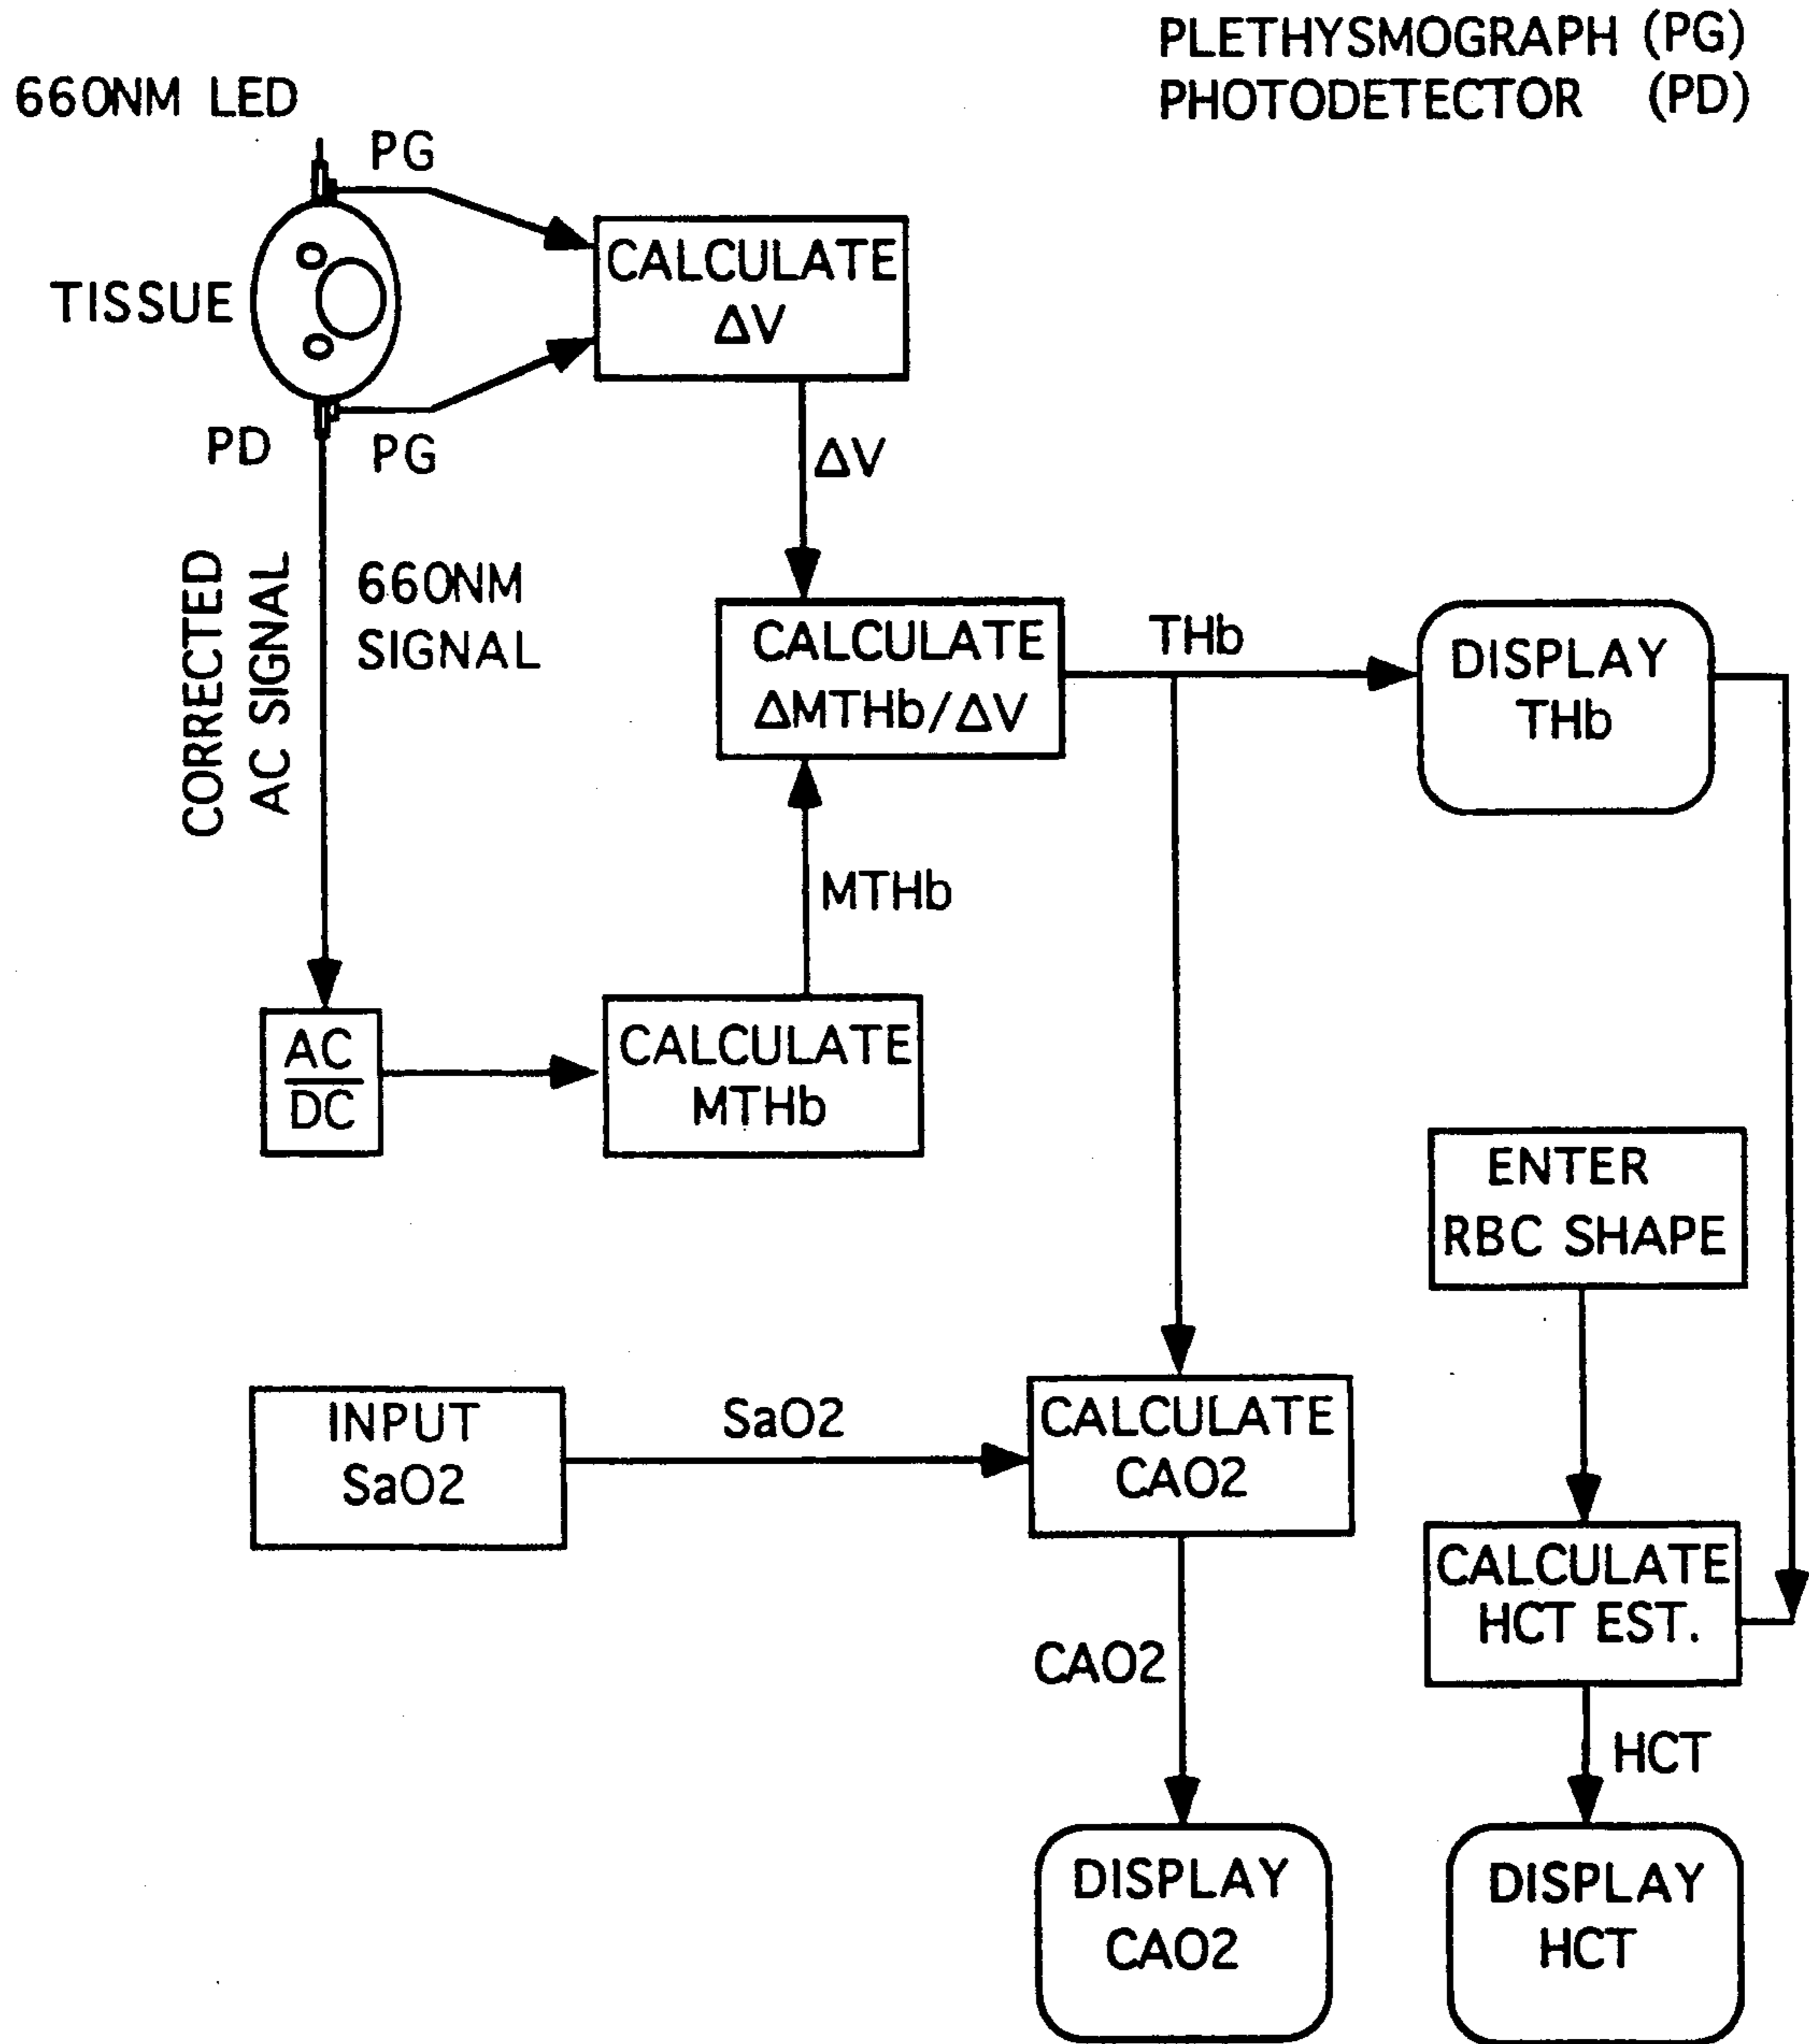 PLETHYSMOGRAPH (PG)
PHOTODETECTOR (PD)
660NM LED
PG
TISSUE
CALCULATE
ΔV
PD
PG
ΔV
CORRECTED
AC SIGNAL
660NM
SIGNAL
CALCULATE
ΔMTHb/ΔV
THb
DISPLAY
THb
MTHb
AC
DC
CALCULATE
MTHb
ENTER
RBC SHAPE
INPUT
SaO2
SaO2
CALCULATE
CAO2
CALCULATE
HCT EST.
CAO2
HCT
DISPLAY
CAO2
DISPLAY
HCT